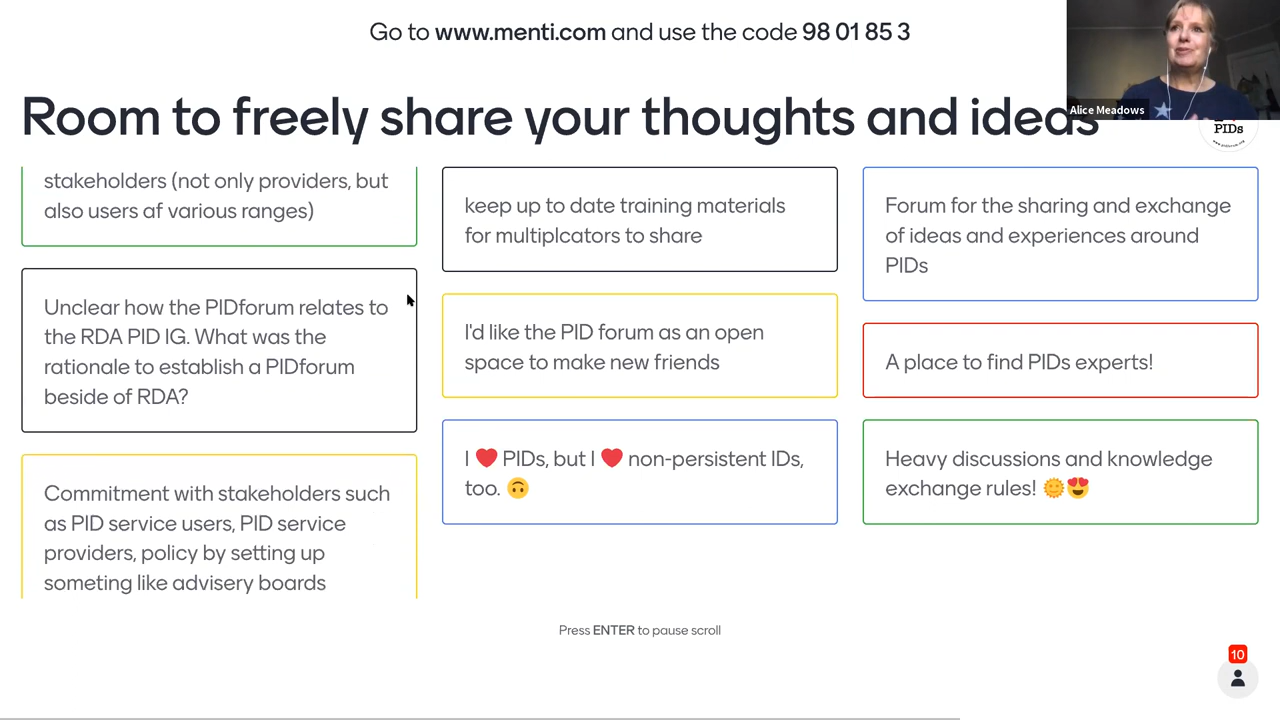 Go to www.menti.com and use the code 98 01 85 3
Alice Meadows
Room to freely share your thoughts and ideas
PIDs
stakeholders (not only providers, but
also users af various ranges)
Unclear how the PIDforum relates to
the RDA PID IG. What was the
rationale to establish a PIDforum
beside of RDA?
Commitment with stakeholders such
as PID service users, PID service
providers, policy by setting up
someting like advisery boards
keep up to date training materials
for multiplcators to share
I'd like the PID forum as an open
space to make new friends
I ❤️ PIDs, but I ❤️ non-persistent IDs,
too. 🙃
Forum for the sharing and exchange
of ideas and experiences around
PIDs
A place to find PIDs experts!
Heavy discussions and knowledge
exchange rules! 🌞😍
Press ENTER to pause scroll
10